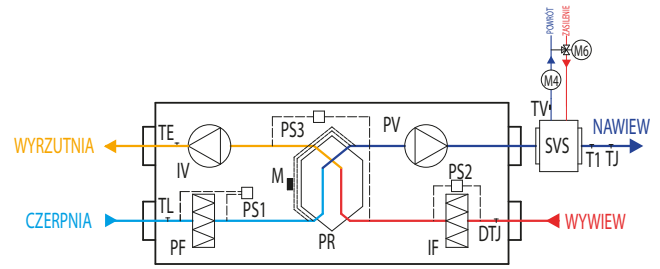 POWRÓT
ZASILENIE
M6
M4
TV
TE
PS3
PV
WYRZUTNIA
NAWIEW
SVS
IV
M
T1 TJ
TL
PS1
PS2
CZERPNIA
WYWIEW
PF
PR
IF
DTJ